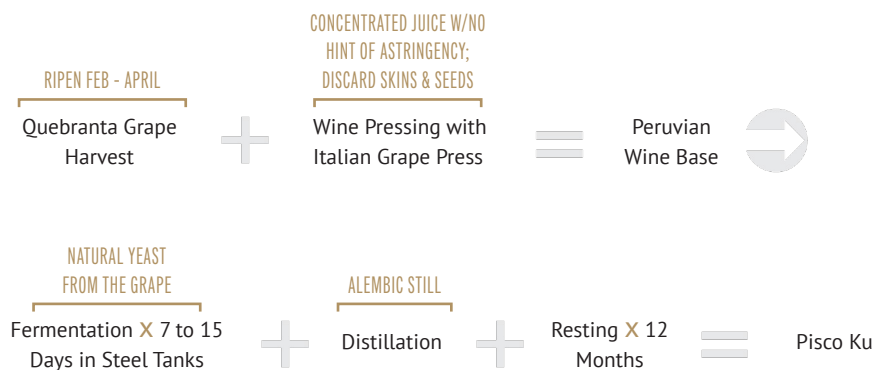 CONCENTRATED JUICE W/NO
HINT OF ASTRINGENCY;
DISCARD SKINS & SEEDS
RIPEN FEB - APRIL
Quebranta Grape
Harvest
Wine Pressing with
Italian Grape Press
Peruvian
Wine Base
NATURAL YEAST
FROM THE GRAPE
ALEMBIC STILL
Fermentation X 7 to 15
Days in Steel Tanks
Distillation
Resting X 12
Months
Pisco Ku